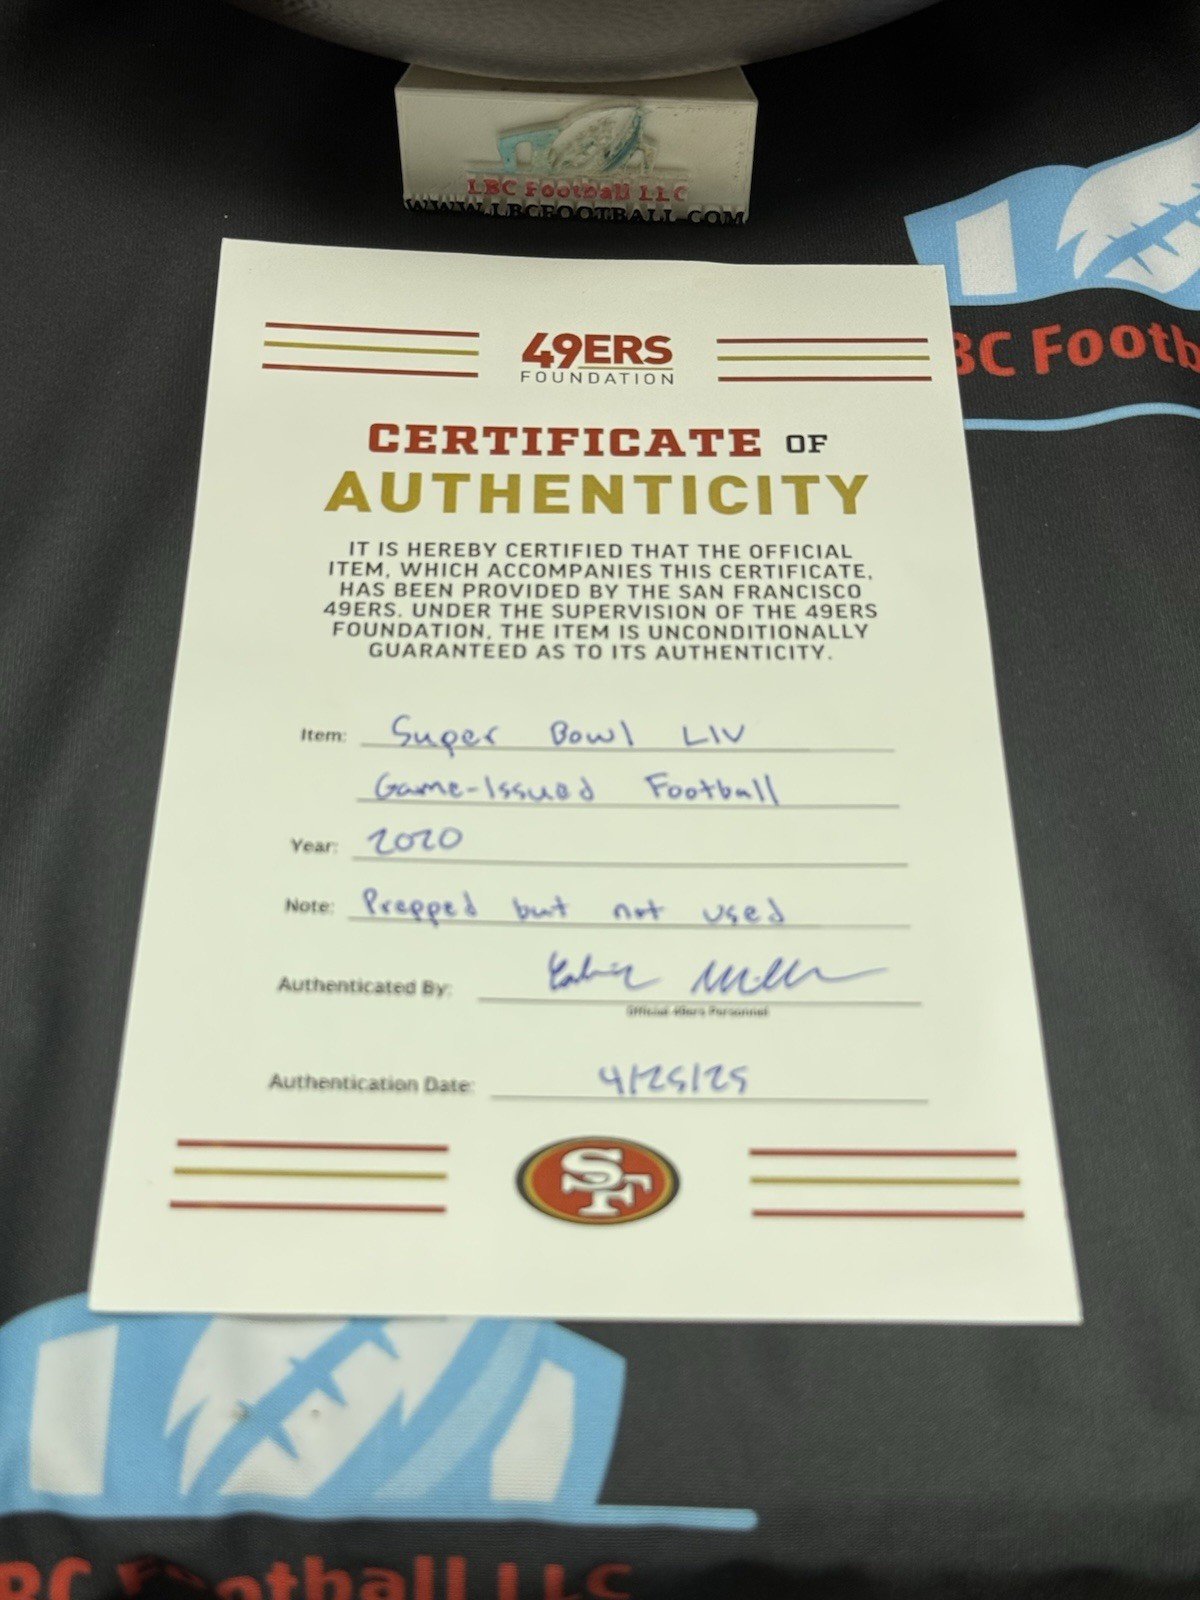 LBC Football LLC
WWW.LBCFOOTBALL.COM
BC Footb
49ERS
FOUNDATION
CERTIFICATE OF
AUTHENTICITY
IT IS HEREBY CERTIFIED THAT THE OFFICIAL
ITEM, WHICH ACCOMPANIES THIS CERTIFICATE,
HAS BEEN PROVIDED BY THE SAN FRANCISCO
49ERS. UNDER THE SUPERVISION OF THE 49ERS
FOUNDATION, THE ITEM IS UNCONDITIONALLY
GUARANTEED AS TO ITS AUTHENTICITY.
Item: Super Bowl LIV
Game-Issued Football
Year: 2020
Note: Prepped but not used
Authenticated By:
Official 49ers Personnel
Authentication Date: 4/25/25
SF
BC Football LLC